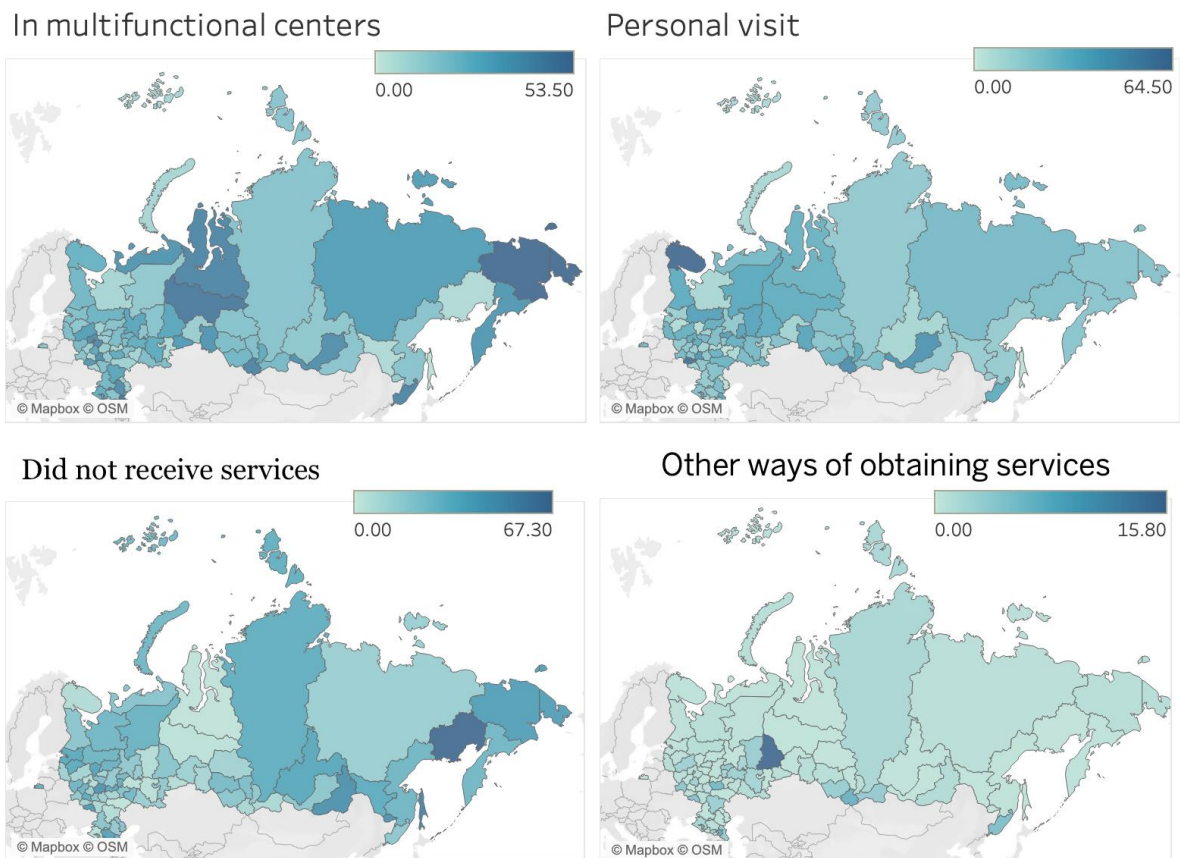 In multifunctional centers
0.00 53.50
© Mapbox © OSM
Personal visit
0.00 64.50
© Mapbox © OSM
Did not receive services
0.00 67.30
© Mapbox © OSM
Other ways of obtaining services
0.00 15.80
© Mapbox © OSM